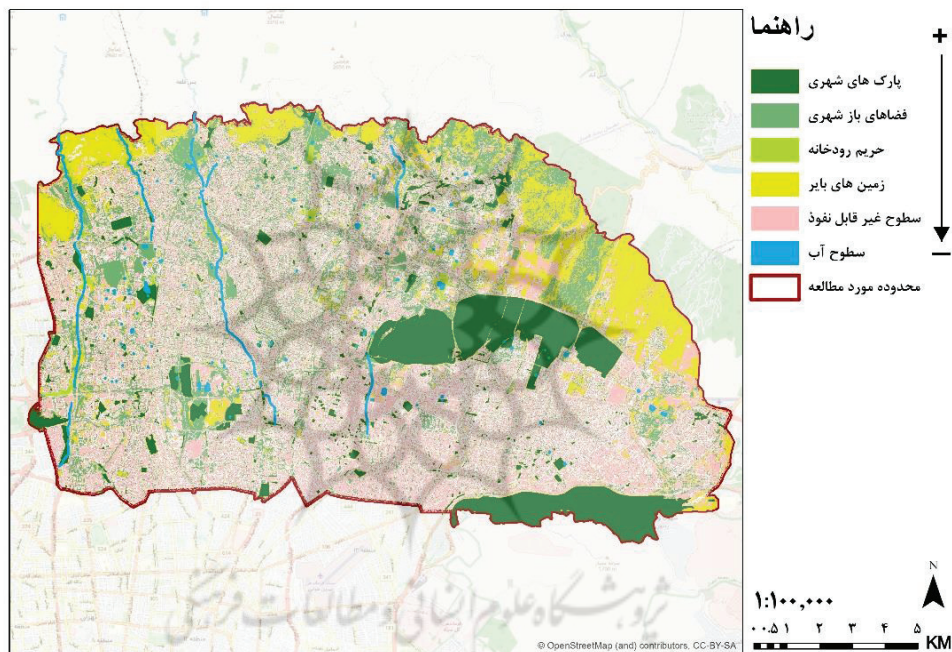 راهنما
+
پارک های شهری
فضاهای باز شهری
حریم رودخانه
زمین های بایر
سطوح غیر قابل نفوذ
سطوح آب
محدوده مورد مطالعه
−
N
۱:۱۰۰,۰۰۰
۰ ۰.۵ ۱ ۲ ۳ ۴ ۵
KM
پژوهشگاه علوم انسانی و مطالعات فرهنگی
© OpenStreetMap (and) contributors, CC-BY-SA